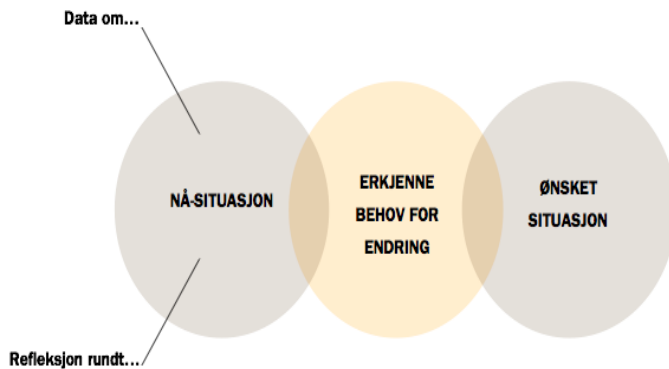 Data om...
NÅ-SITUASJON
ERKJENNE
BEHOV FOR
ENDRING
ØNSKET
SITUASJON
Refleksjon rundt...